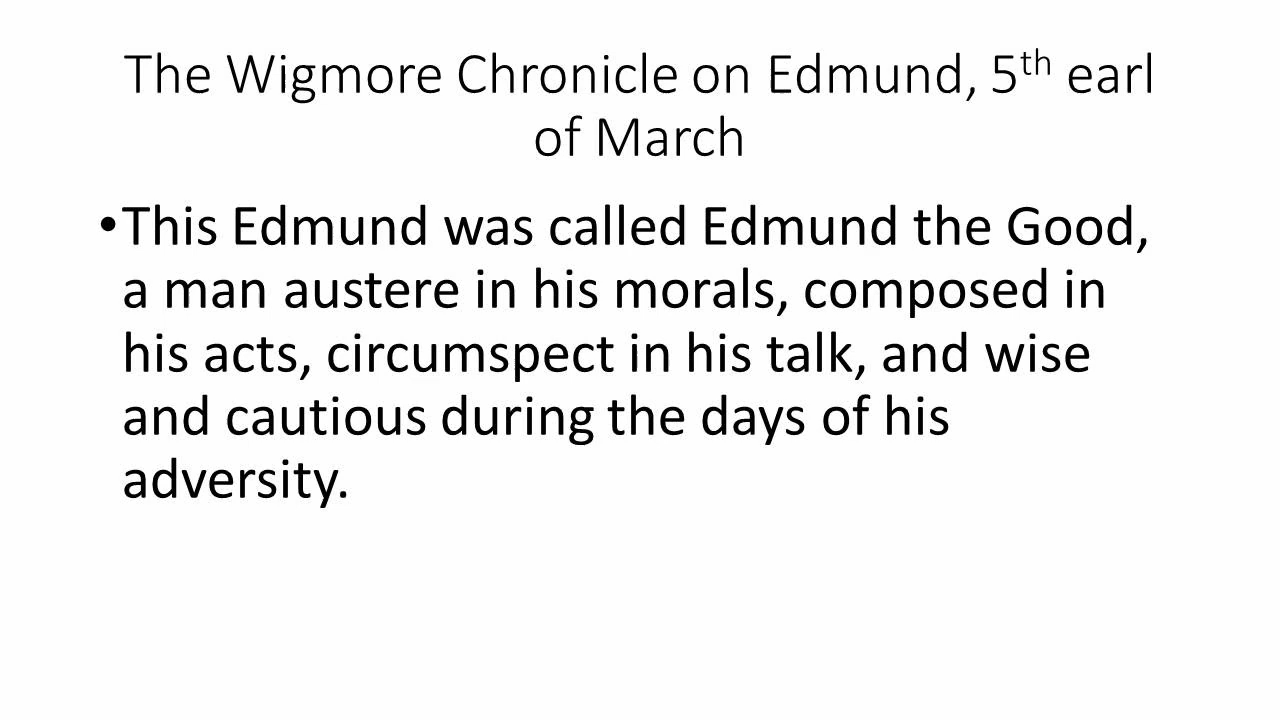 The Wigmore Chronicle on Edmund, 5th earl
of March
•This Edmund was called Edmund the Good,
a man austere in his morals, composed in
his acts, circumspect in his talk, and wise
and cautious during the days of his
adversity.